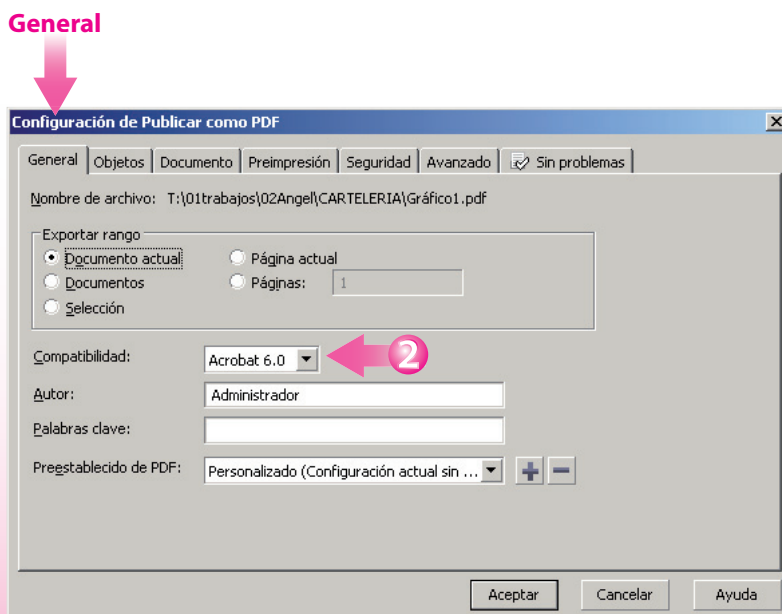 General
Configuración de Publicar como PDF
General Objetos Documento Preimpresión Seguridad Avanzado Sin problemas
Nombre de archivo: T:\01trabajos\02Angel\CARTELERIA\Gráfico1.pdf
Exportar rango
Documento actual Página actual
Documentos Páginas: 1
Selección
Compatibilidad: Acrobat 6.0 2
Autor: Administrador
Palabras clave:
Preestablecido de PDF: Personalizado (Configuración actual sin ...
Aceptar Cancelar Ayuda